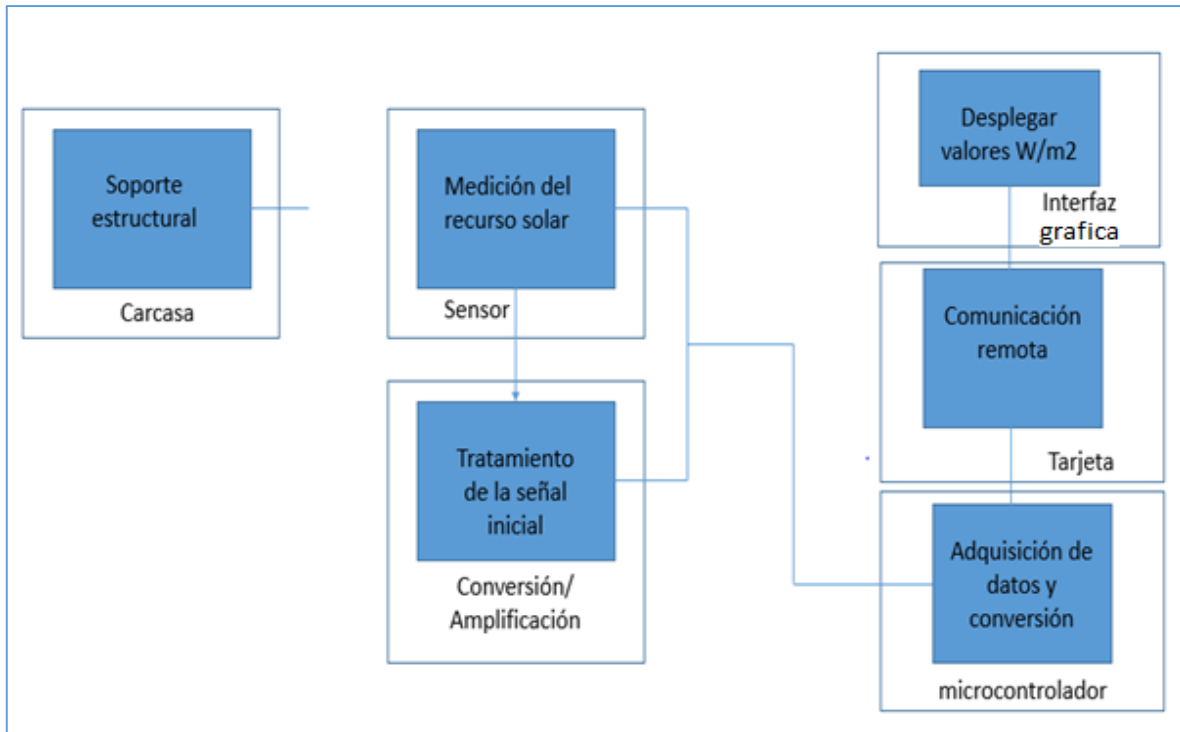 Soporte
estructural
Carcasa
Medición del
recurso solar
Sensor
Tratamiento
de la señal
inicial
Conversión/
Amplificación
Desplegar
valores W/m2
Interfaz
grafica
Comunicación
remota
Tarjeta
Adquisición de
datos y
conversión
microcontrolador